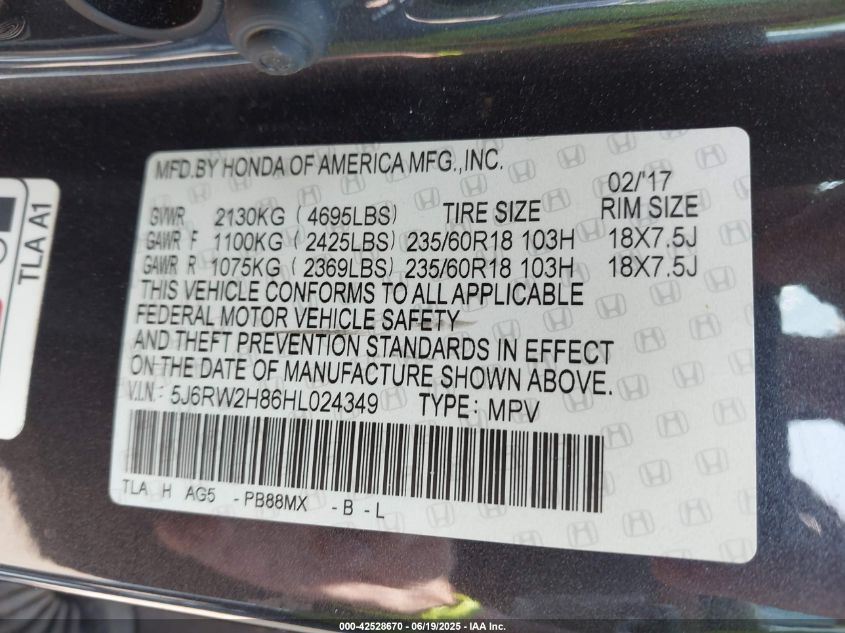 MFD.BY HONDA OF AMERICA MFG.,INC.
02/'17
GVWR 2130KG (4695LBS) TIRE SIZE RIM SIZE
GAWR F 1100KG (2425LBS) 235/60R18 103H 18X7.5J
GAWR R 1075KG (2369LBS) 235/60R18 103H 18X7.5J
THIS VEHICLE CONFORMS TO ALL APPLICABLE
FEDERAL MOTOR VEHICLE SAFETY
AND THEFT PREVENTION STANDARDS IN EFFECT
ON THE DATE OF MANUFACTURE SHOWN ABOVE.
V.I.N: 5J6RW2H86HL024349 TYPE: MPV
TLA H AG5 -PB88MX -B -L
TLA A1
000-42528670 - 06/19/2025 - IAA Inc.